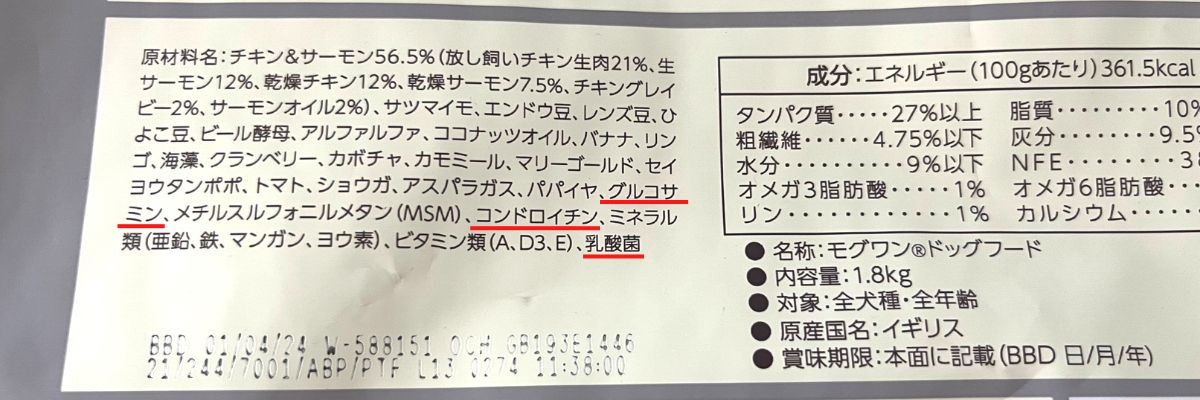 原材料名：チキン&サーモン56.5%（放し飼いチキン生肉21%、生
サーモン12%、乾燥チキン12%、乾燥サーモン7.5%、チキングレイ
ビー2%、サーモンオイル2%）、サツマイモ、エンドウ豆、レンズ豆、ひ
よこ豆、ビール酵母、アルファルファ、ココナッツオイル、バナナ、リン
ゴ、海藻、クランベリー、カボチャ、カモミール、マリーゴールド、セイ
ヨウタンポポ、トマト、ショウガ、アスパラガス、パパイヤ、グルコサ
ミン、メチルスルフォニルメタン（MSM）、コンドロイチン、ミネラル
類（亜鉛、鉄、マンガン、ヨウ素）、ビタミン類（A、D3、E）、乳酸菌
BBD 01/04/24 W-588151 OCH GB193E1446
21/244/7001/ABP/PTF L13 0274 11:38:00
成分：エネルギー（100gあたり）361.5kcal
タンパク質・・・・・27%以上 脂質・・・・・・・・・10%
粗繊維・・・・・4.75%以下 灰分・・・・・・・・9.5%
水分・・・・・・・・・・9%以下 NFE・・・・・・・・3
オメガ3脂肪酸・・・・・1% オメガ6脂肪酸・・・・・
リン・・・・・・・・・・・・1% カルシウム・・・・・
●名称：モグワン®ドッグフード
●内容量：1.8kg
●対象：全犬種・全年齢
●原産国名：イギリス
●賞味期限：本面に記載（BBD 日/月/年）